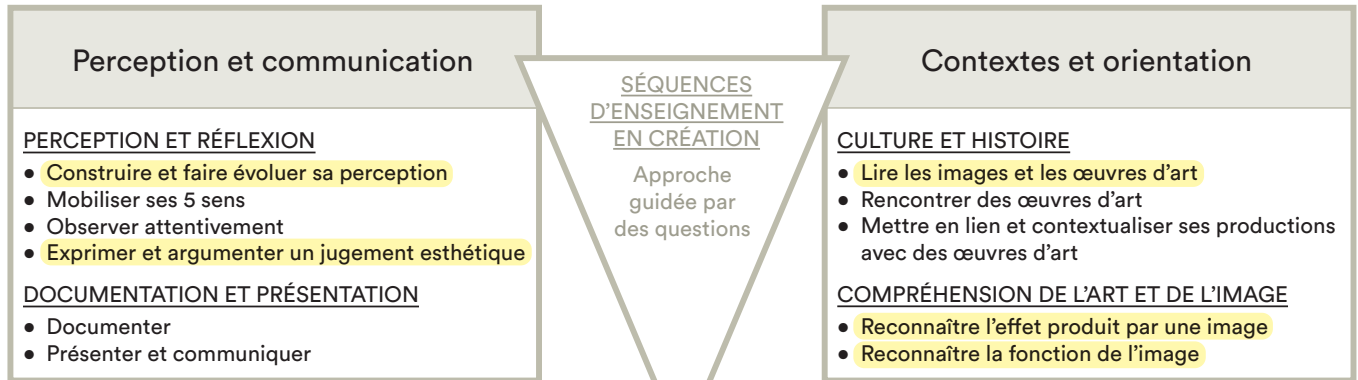 Perception et communication
PERCEPTION ET RÉFLEXION
• Construire et faire évoluer sa perception
• Mobiliser ses 5 sens
• Observer attentivement
• Exprimer et argumenter un jugement esthétique
DOCUMENTATION ET PRÉSENTATION
• Documenter
• Présenter et communiquer
SÉQUENCES
D'ENSEIGNEMENT
EN CRÉATION
Approche
guidée par
des questions
Contextes et orientation
CULTURE ET HISTOIRE
• Lire les images et les œuvres d'art
• Rencontrer des œuvres d'art
• Mettre en lien et contextualiser ses productions
avec des œuvres d'art
COMPRÉHENSION DE L'ART ET DE L'IMAGE
• Reconnaître l'effet produit par une image
• Reconnaître la fonction de l'image